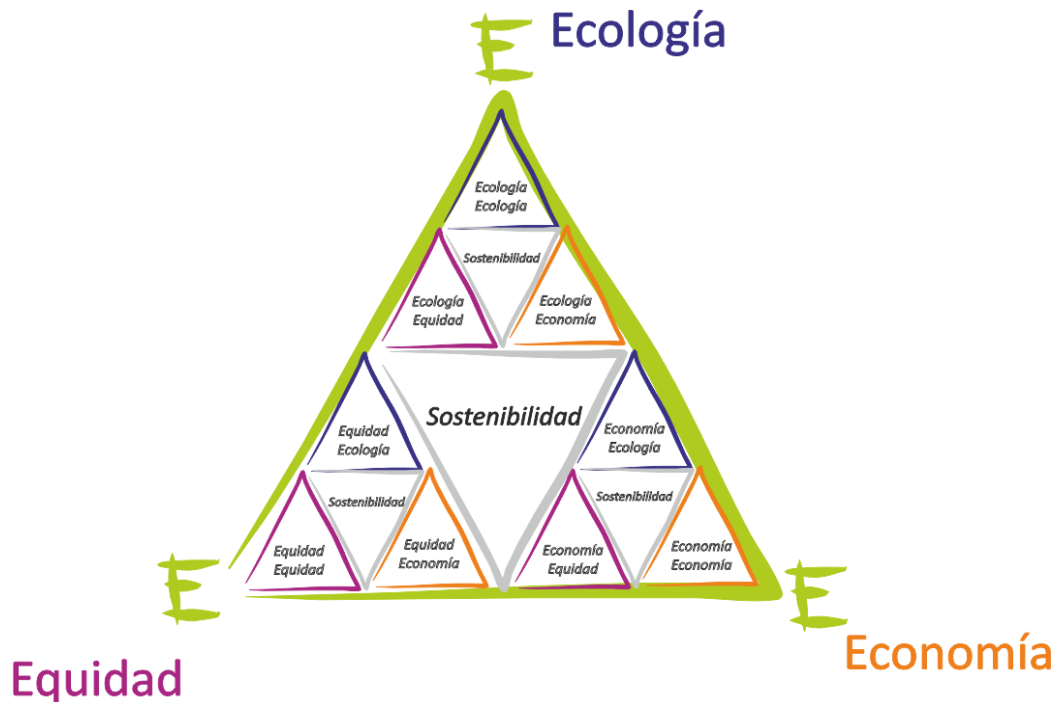 E Ecología
Ecología
Ecología
Sostenibilidad
Ecología
Equidad
Ecología
Economía
Sostenibilidad
Equidad
Ecología
Economía
Ecología
Sostenibilidad
Sostenibilidad
Equidad
Equidad
Equidad
Economía
Economía
Equidad
Economía
Economía
E
E
Equidad
Economía